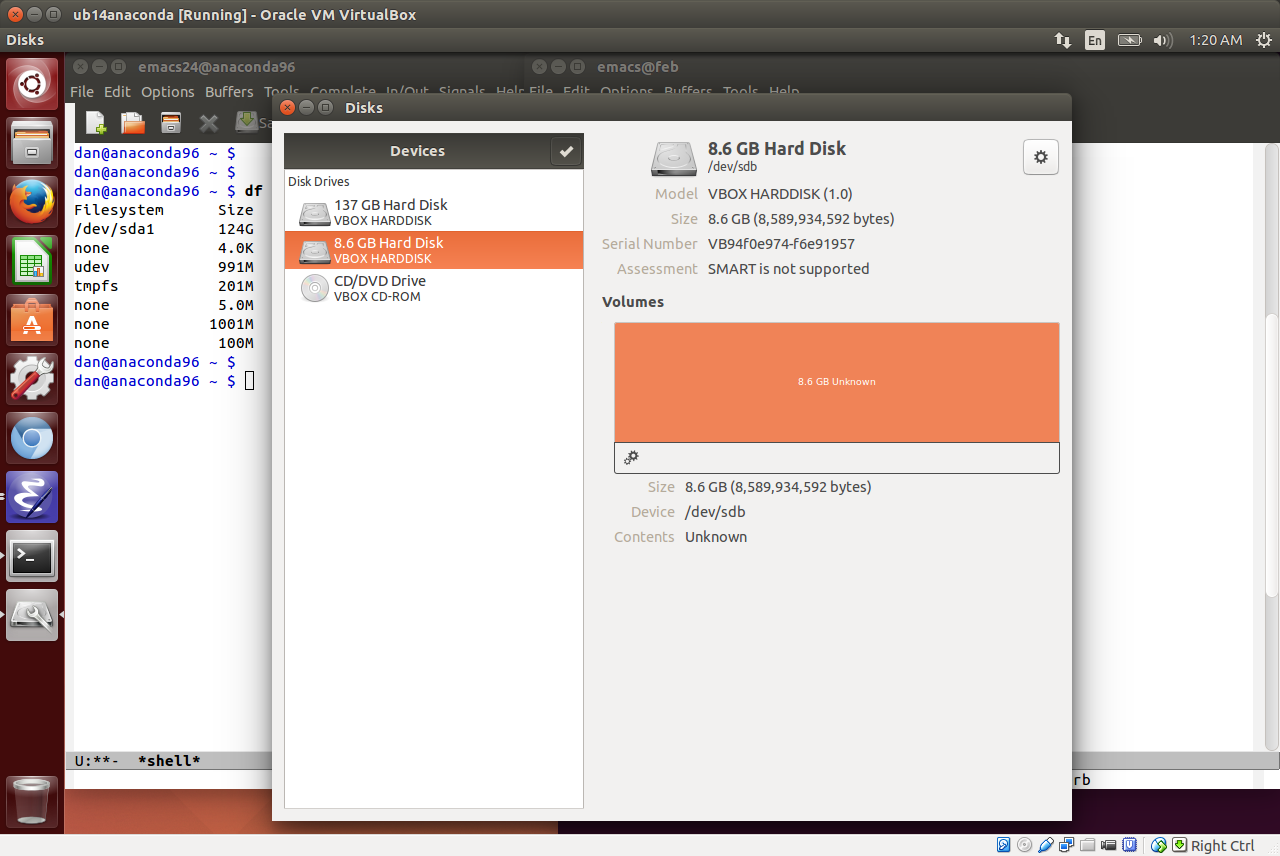 ub14anaconda [Running] - Oracle VM VirtualBox
Disks
En
1:20 AM
emacs24@anaconda96
emacs@feb
File Edit Options Buffers Tools Complete In/Out Signals Help
File Edit Options Buffers Tools Help
Disks
Devices
Disk Drives
137 GB Hard Disk
VBOX HARDDISK
8.6 GB Hard Disk
VBOX HARDDISK
CD/DVD Drive
VBOX CD-ROM
8.6 GB Hard Disk
/dev/sdb
Model VBOX HARDDISK (1.0)
Size 8.6 GB (8,589,934,592 bytes)
Serial Number VB94f0e974-f6e91957
Assessment SMART is not supported
Volumes
8.6 GB Unknown
Size 8.6 GB (8,589,934,592 bytes)
Device /dev/sdb
Contents Unknown
dan@anaconda96 ~ $
dan@anaconda96 ~ $
dan@anaconda96 ~ $ df
Filesystem Size
/dev/sda1 124G
none 4.0K
udev 991M
tmpfs 201M
none 5.0M
none 1001M
none 100M
dan@anaconda96 ~ $
dan@anaconda96 ~ $
U:**- *shell*
rb
Right Ctrl